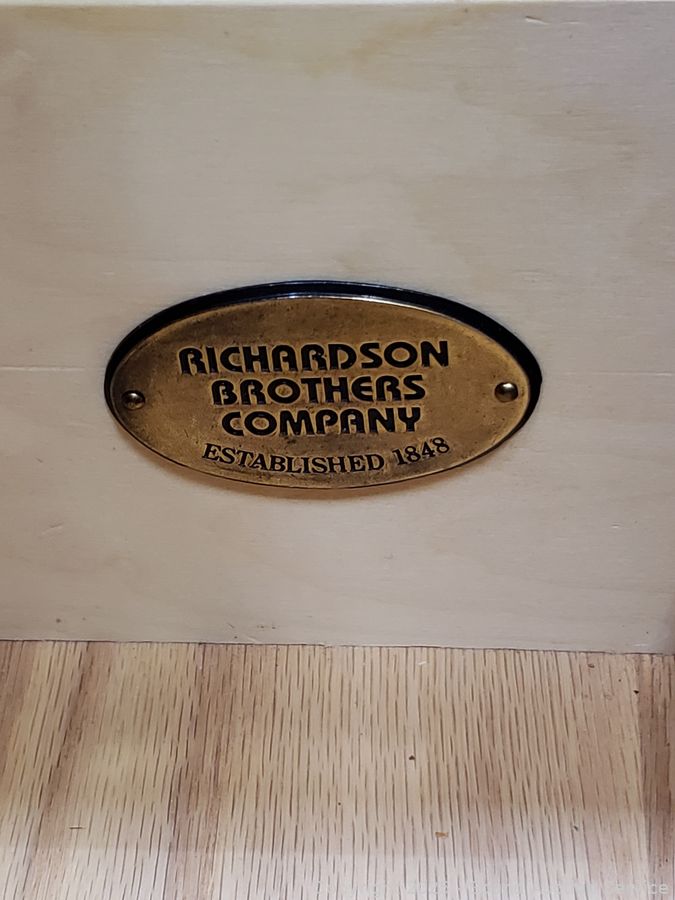 RICHARDSON
BROTHERS
COMPANY
ESTABLISHED 1848